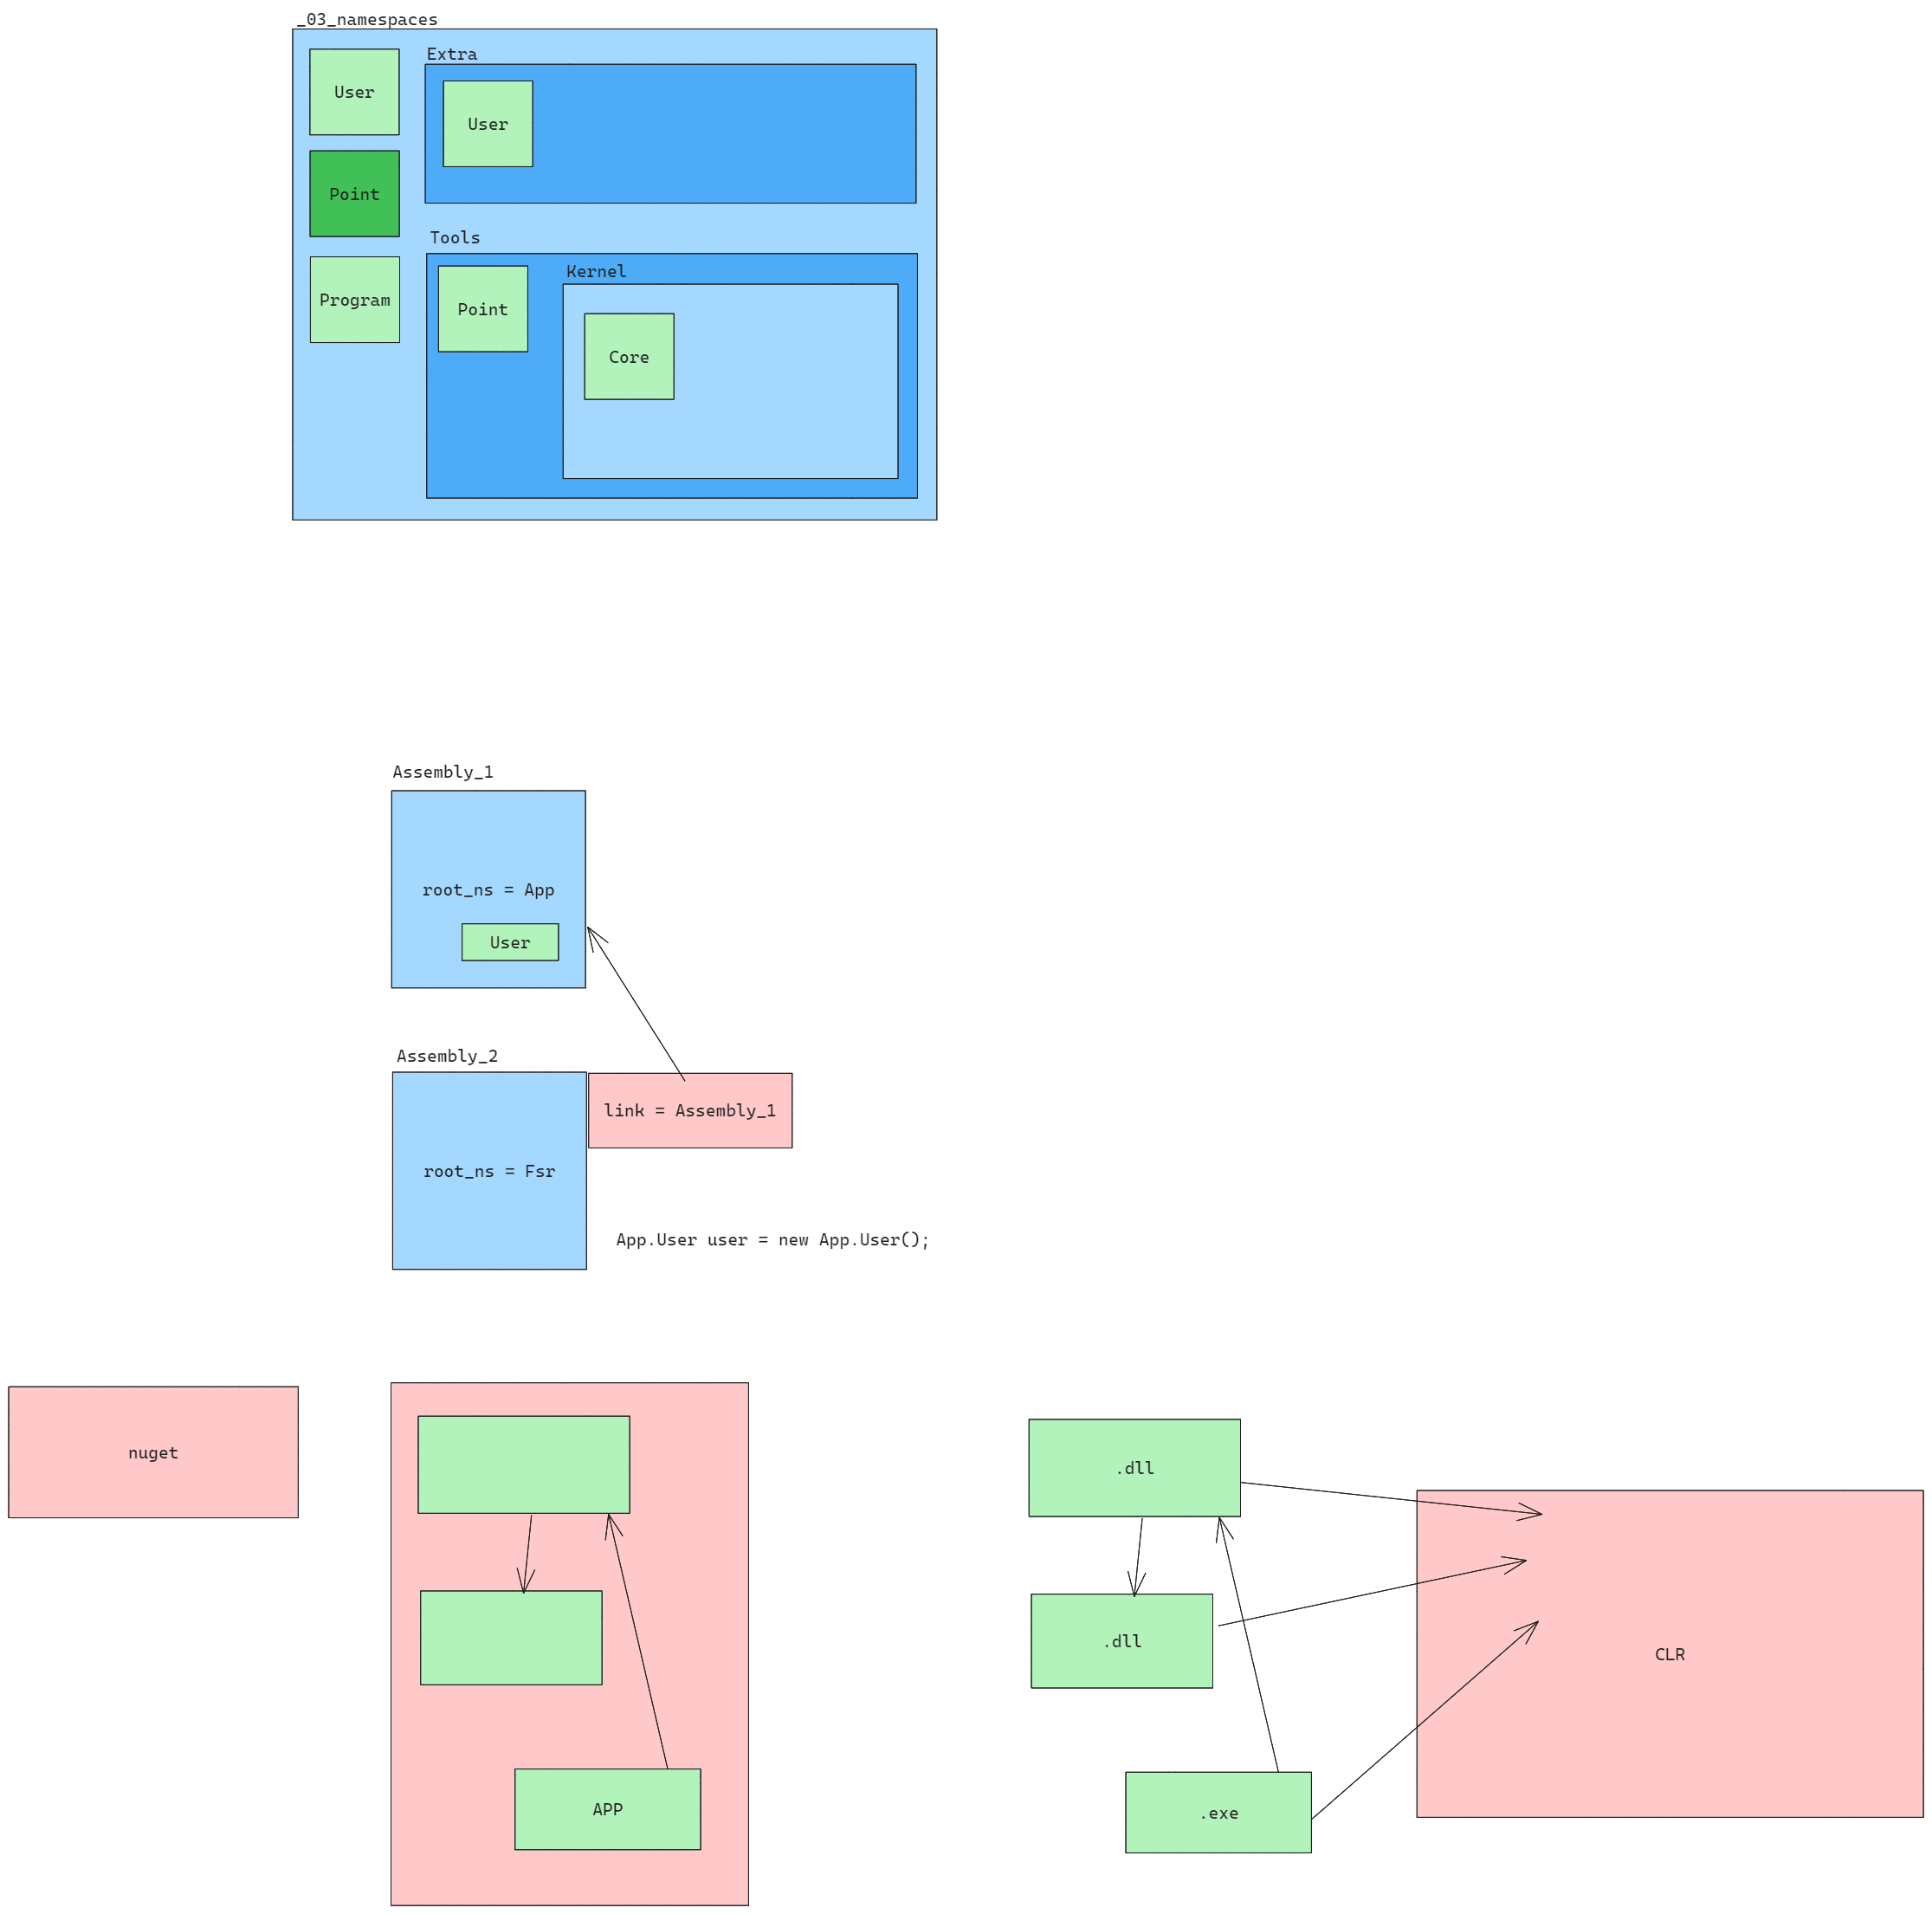 _03_namespaces
Extra
User
User
Point
Tools
Kernel
Point
Program
Core
Assembly_1
root_ns = App
User
Assembly_2
link = Assembly_1
root_ns = Fsr
App.User user = new App.User();
nuget
.dll
.dll
CLR
APP
.exe